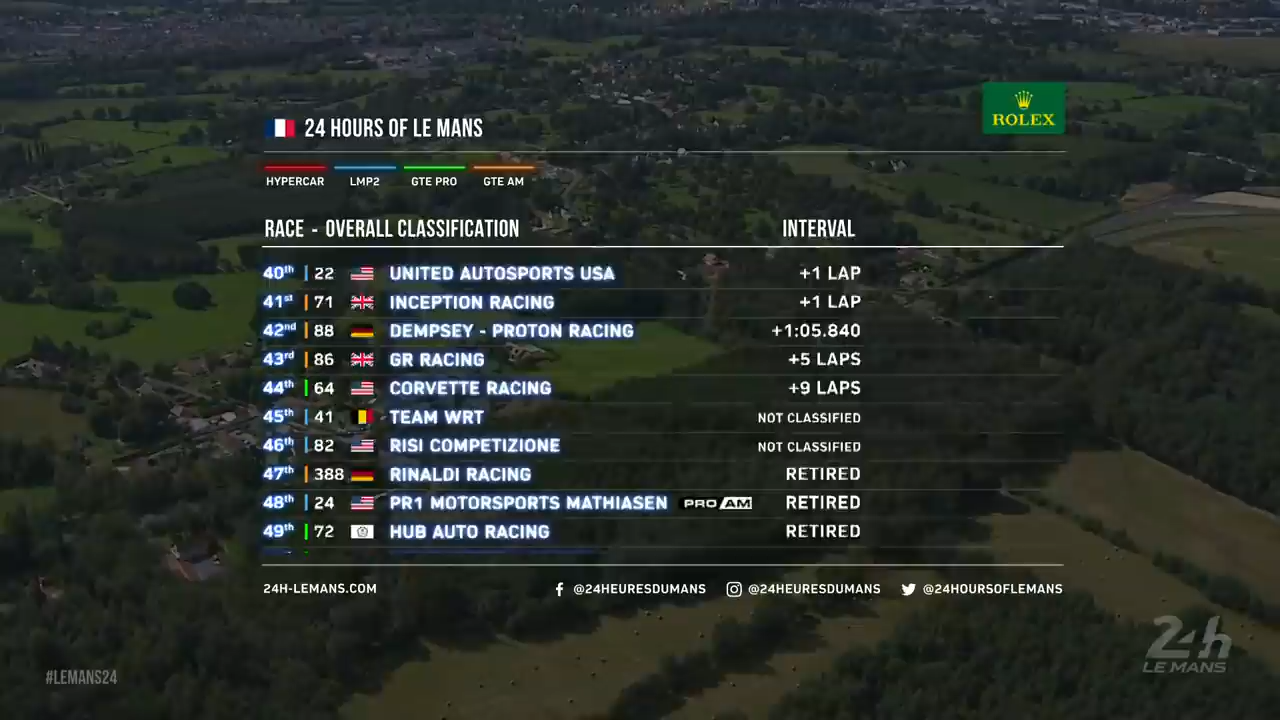 24 HOURS OF LE MANS
ROLEX
HYPERCAR LMP2 GTE PRO GTE AM
RACE - OVERALL CLASSIFICATION INTERVAL
40th 22 UNITED AUTOSPORTS USA +1 LAP
41st 71 INCEPTION RACING +1 LAP
42nd 88 DEMPSEY - PROTON RACING +1:05.840
43rd 86 GR RACING +5 LAPS
44th 64 CORVETTE RACING +9 LAPS
45th 41 TEAM WRT NOT CLASSIFIED
46th 82 RISI COMPETIZIONE NOT CLASSIFIED
47th 388 RINALDI RACING RETIRED
48th 24 PR1 MOTORSPORTS MATHIASEN PRO AM RETIRED
49th 72 HUB AUTO RACING RETIRED
24H-LEMANS.COM @24HEURESDUMANS @24HEURESDUMANS @24HOURSOFLEMANS
24h
LE MANS
#LEMANS24